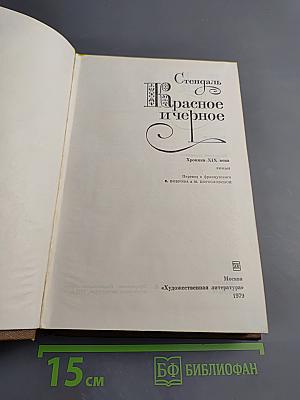 Стендаль
Красное
и черное
Хроника XIX века
РОМАН
Перевод с французского
Москва
«Художественная литература»
1979
15 см
БФ БИБЛИОФАН